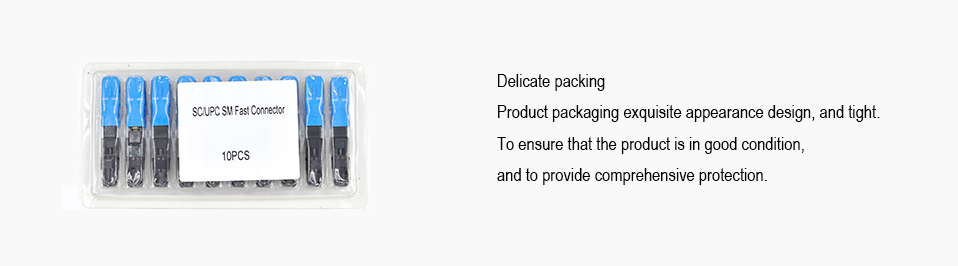 SC/UPC SM Fast Connector
10PCS
Delicate packing
Product packaging exquisite appearance design, and tight.
To ensure that the product is in good condition,
and to provide comprehensive protection.